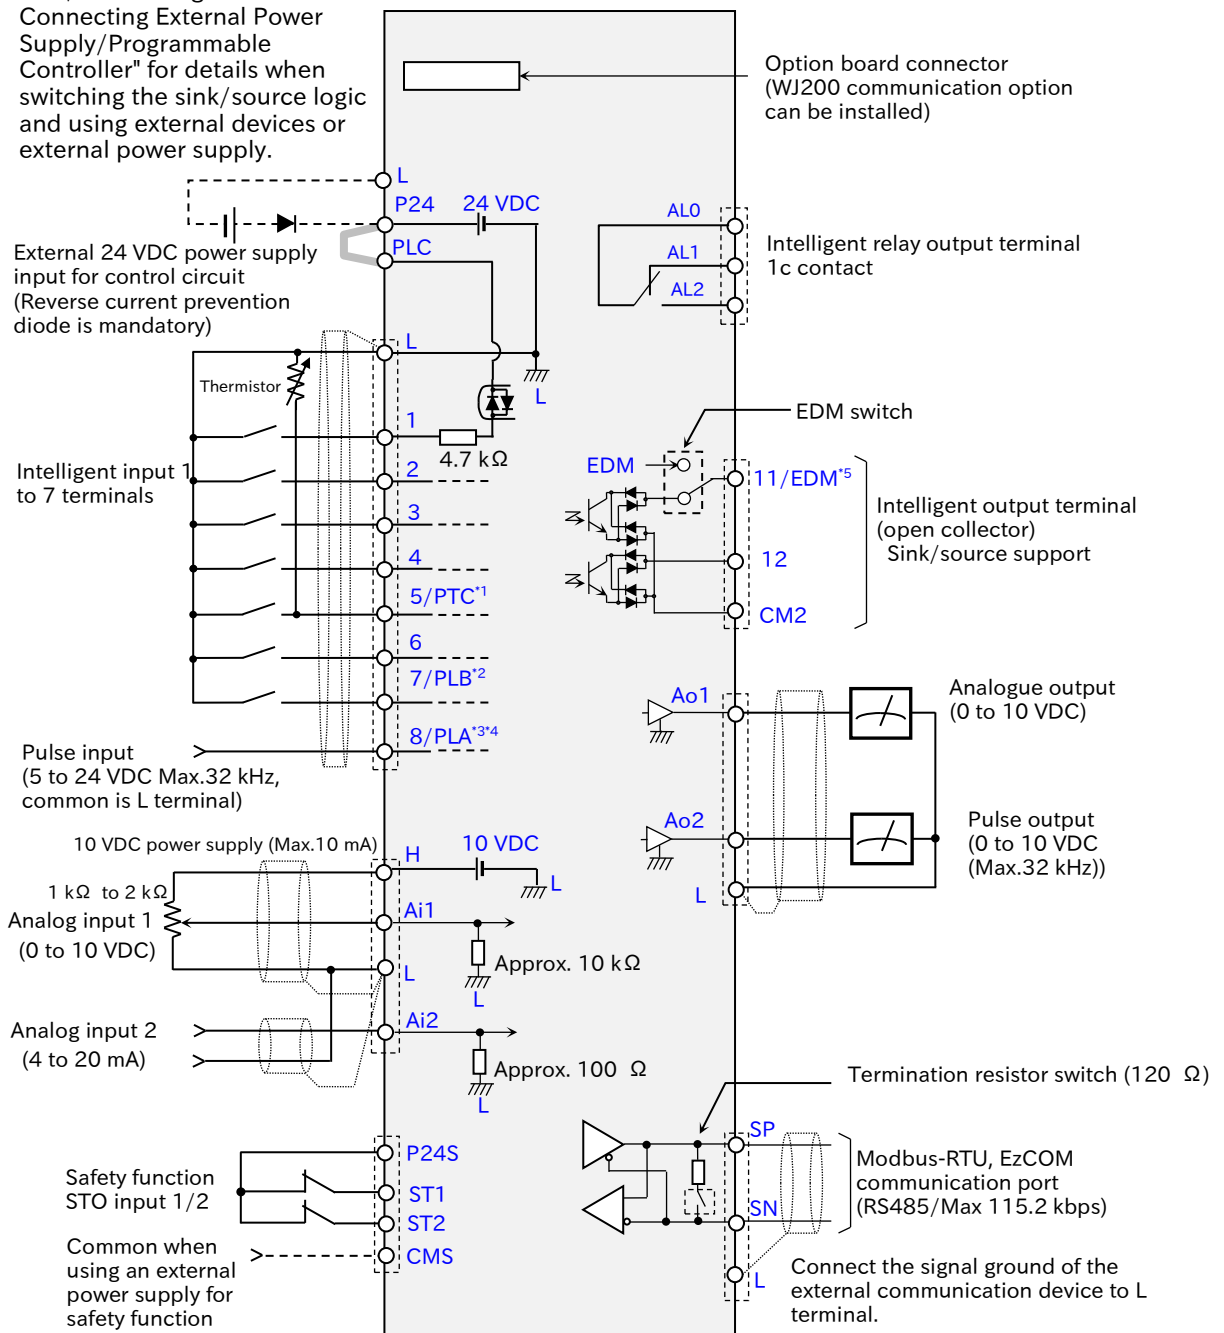 Connecting External Power
Supply/Programmable
Controller" for details when
switching the sink/source logic
and using external devices or
external power supply.
Option board connector
(WJ200 communication option
can be installed)
L
P24
24 VDC
PLC
External 24 VDC power supply
input for control circuit
(Reverse current prevention
diode is mandatory)
AL0
AL1
AL2
Intelligent relay output terminal
1c contact
L
Thermistor
L
1
4.7 kΩ
Intelligent input 1
to 7 terminals
2
3
4
5/PTC*1
6
7/PLB*2
8/PLA*3*4
Pulse input
(5 to 24 VDC Max.32 kHz,
common is L terminal)
EDM switch
EDM
11/EDM*5
12
CM2
Intelligent output terminal
(open collector)
Sink/source support
Ao1
Analogue output
(0 to 10 VDC)
Ao2
Pulse output
(0 to 10 VDC
(Max.32 kHz))
L
10 VDC power supply (Max.10 mA)
H
10 VDC
L
1 kΩ to 2 kΩ
Analog input 1
(0 to 10 VDC)
Ai1
Approx. 10 kΩ
L
L
Analog input 2
(4 to 20 mA)
Ai2
Approx. 100 Ω
L
Termination resistor switch (120 Ω)
SP
SN
Modbus-RTU, EzCOM
communication port
(RS485/Max 115.2 kbps)
L
Connect the signal ground of the
external communication device to L
terminal.
Safety function
STO input 1/2
P24S
ST1
ST2
CMS
Common when
using an external
power supply for
safety function